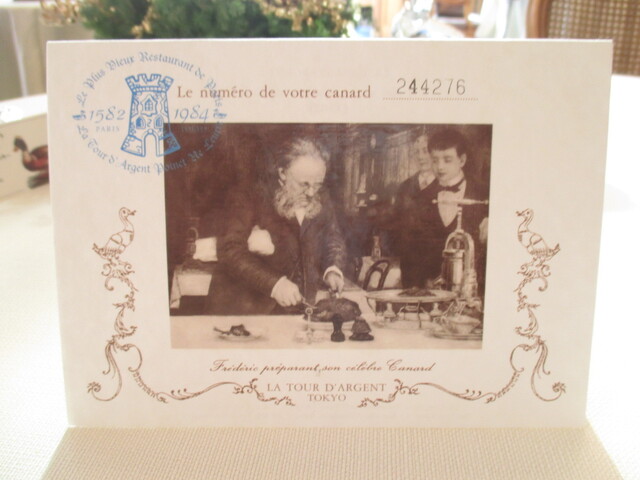 Le Plus Vieux Restaurant de Paris
1582 1984
PARIS
La Tour d'Argent
Le numéro de votre canard 244276
Frédéric préparant son célèbre Canard
LA TOUR D'ARGENT
TOKYO